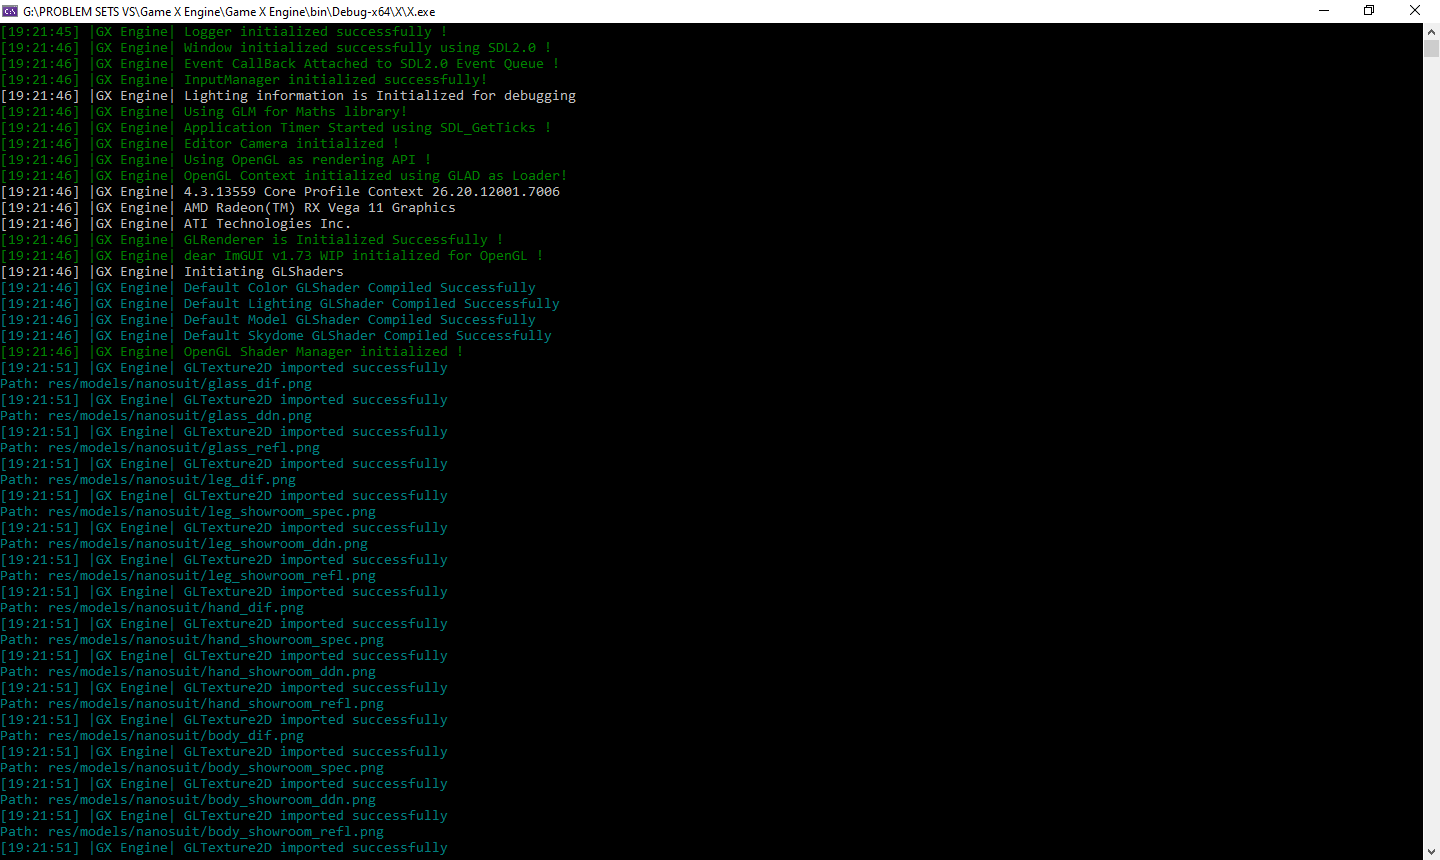 G:\PROBLEM SETS VS\Game X Engine\Game X Engine\bin\Debug-x64\X\X.exe
[19:21:45] |GX Engine| Logger initialized successfully !
[19:21:46] |GX Engine| Window initialized successfully using SDL2.0 !
[19:21:46] |GX Engine| Event CallBack Attached to SDL2.0 Event Queue !
[19:21:46] |GX Engine| InputManager initialized successfully!
[19:21:46] |GX Engine| Lighting information is Initialized for debugging
[19:21:46] |GX Engine| Using GLM for Maths library!
[19:21:46] |GX Engine| Application Timer Started using SDL_GetTicks !
[19:21:46] |GX Engine| Editor Camera initialized !
[19:21:46] |GX Engine| Using OpenGL as rendering API !
[19:21:46] |GX Engine| OpenGL Context initialized using GLAD as Loader!
[19:21:46] |GX Engine| 4.3.13559 Core Profile Context 26.20.12001.7006
[19:21:46] |GX Engine| AMD Radeon(TM) RX Vega 11 Graphics
[19:21:46] |GX Engine| ATI Technologies Inc.
[19:21:46] |GX Engine| GLRenderer is Initialized Successfully !
[19:21:46] |GX Engine| dear ImGUI v1.73 WIP initialized for OpenGL !
[19:21:46] |GX Engine| Initiating GLShaders
[19:21:46] |GX Engine| Default Color GLShader Compiled Successfully
[19:21:46] |GX Engine| Default Lighting GLShader Compiled Successfully
[19:21:46] |GX Engine| Default Model GLShader Compiled Successfully
[19:21:46] |GX Engine| Default Skydome GLShader Compiled Successfully
[19:21:46] |GX Engine| OpenGL Shader Manager initialized !
[19:21:51] |GX Engine| GLTexture2D imported successfully
Path: res/models/nanosuit/glass_dif.png
[19:21:51] |GX Engine| GLTexture2D imported successfully
Path: res/models/nanosuit/glass_ddn.png
[19:21:51] |GX Engine| GLTexture2D imported successfully
Path: res/models/nanosuit/glass_refl.png
[19:21:51] |GX Engine| GLTexture2D imported successfully
Path: res/models/nanosuit/leg_dif.png
[19:21:51] |GX Engine| GLTexture2D imported successfully
Path: res/models/nanosuit/leg_showroom_spec.png
[19:21:51] |GX Engine| GLTexture2D imported successfully
Path: res/models/nanosuit/leg_showroom_ddn.png
[19:21:51] |GX Engine| GLTexture2D imported successfully
Path: res/models/nanosuit/leg_showroom_refl.png
[19:21:51] |GX Engine| GLTexture2D imported successfully
Path: res/models/nanosuit/hand_dif.png
[19:21:51] |GX Engine| GLTexture2D imported successfully
Path: res/models/nanosuit/hand_showroom_spec.png
[19:21:51] |GX Engine| GLTexture2D imported successfully
Path: res/models/nanosuit/hand_showroom_ddn.png
[19:21:51] |GX Engine| GLTexture2D imported successfully
Path: res/models/nanosuit/hand_showroom_refl.png
[19:21:51] |GX Engine| GLTexture2D imported successfully
Path: res/models/nanosuit/body_dif.png
[19:21:51] |GX Engine| GLTexture2D imported successfully
Path: res/models/nanosuit/body_showroom_spec.png
[19:21:51] |GX Engine| GLTexture2D imported successfully
Path: res/models/nanosuit/body_showroom_ddn.png
[19:21:51] |GX Engine| GLTexture2D imported successfully
Path: res/models/nanosuit/body_showroom_refl.png
[19:21:51] |GX Engine| GLTexture2D imported successfully